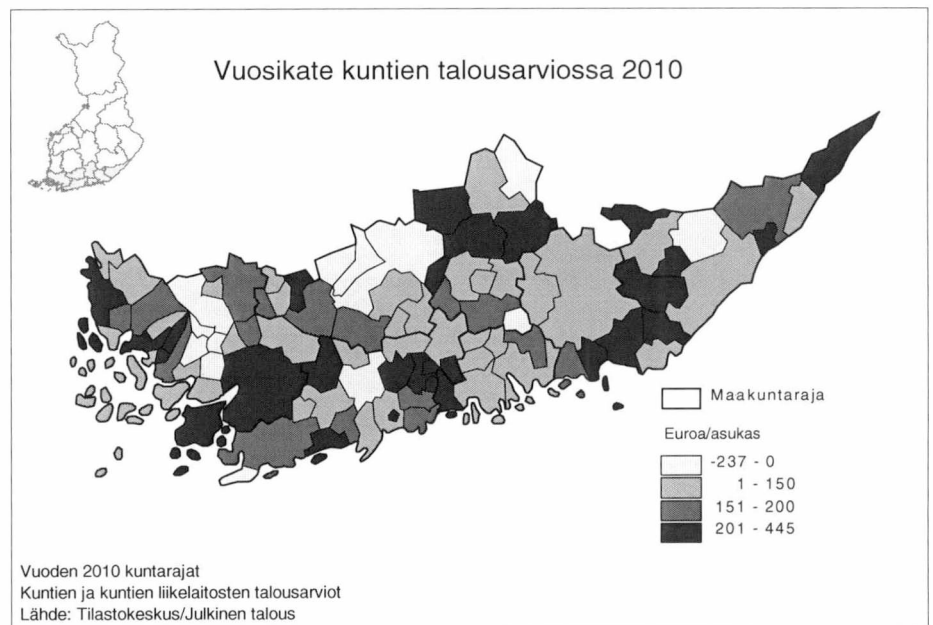 Vuosikate kuntien talousarviossa 2010
Maakuntaraja
Euroa/asukas
-237 - 0
1 - 150
151 - 200
201 - 445
Vuoden 2010 kuntarajat
Kuntien ja kuntien liikelaitosten talousarviot
Lähde: Tilastokeskus/Julkinen talous